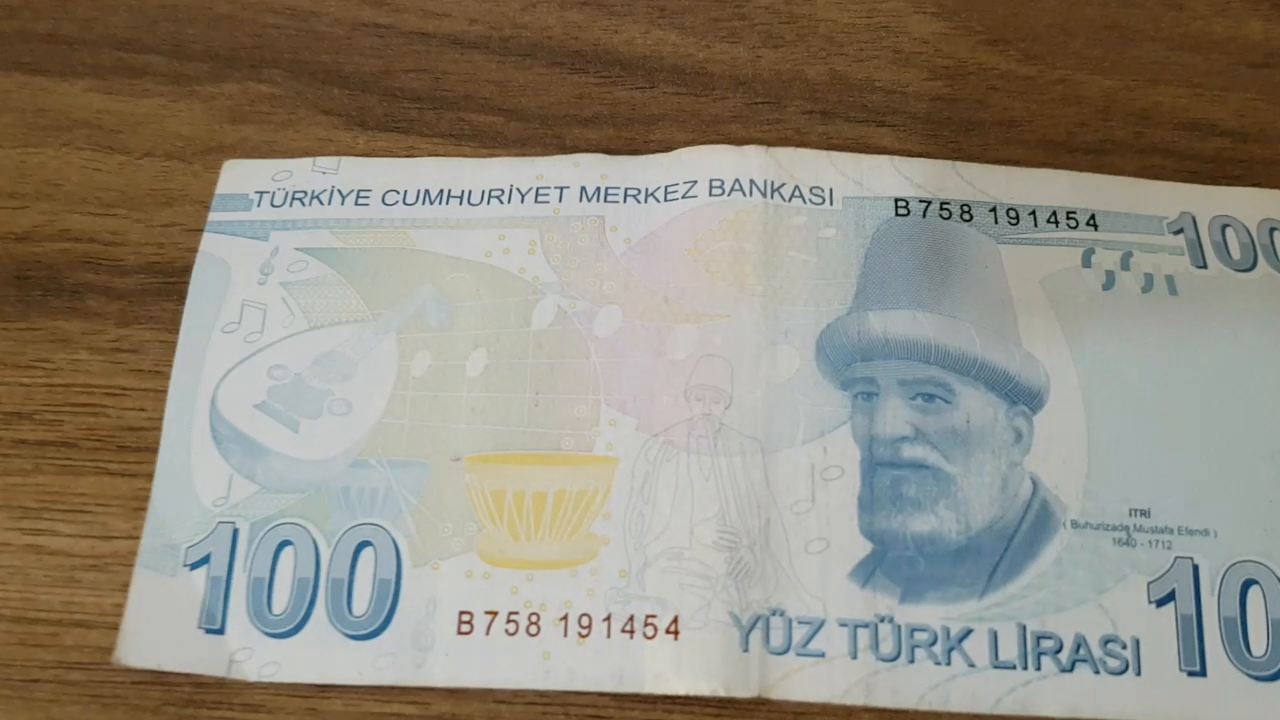 TÜRKİYE CUMHURİYET MERKEZ BANKASI
B758 191454
100
ITRİ
( Buhurizade Mustafa Efendi )
1640 - 1712
100
B758 191454
YÜZ TÜRK LİRASI
10